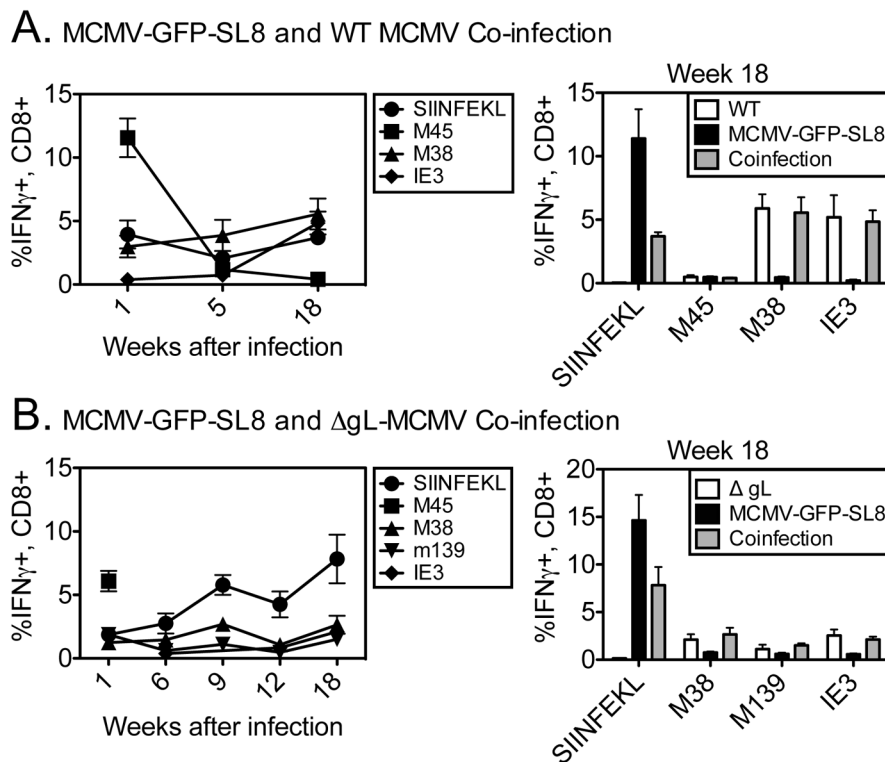 A. MCMV-GFP-SL8 and WT MCMV Co-infection
%IFNγ+, CD8+
15
10
5
0
1
5
18
Weeks after infection
SIINFEKL
M45
M38
IE3
Week 18
%IFNγ+, CD8+
15
10
5
0
WT
MCMV-GFP-SL8
Coinfection
SIINFEKL
M45
M38
IE3
B. MCMV-GFP-SL8 and ΔgL-MCMV Co-infection
%IFNγ+, CD8+
15
10
5
0
1
6
9
12
18
Weeks after infection
SIINFEKL
M45
M38
m139
IE3
Week 18
%IFNγ+, CD8+
20
15
10
5
0
Δ gL
MCMV-GFP-SL8
Coinfection
SIINFEKL
M38
M139
IE3